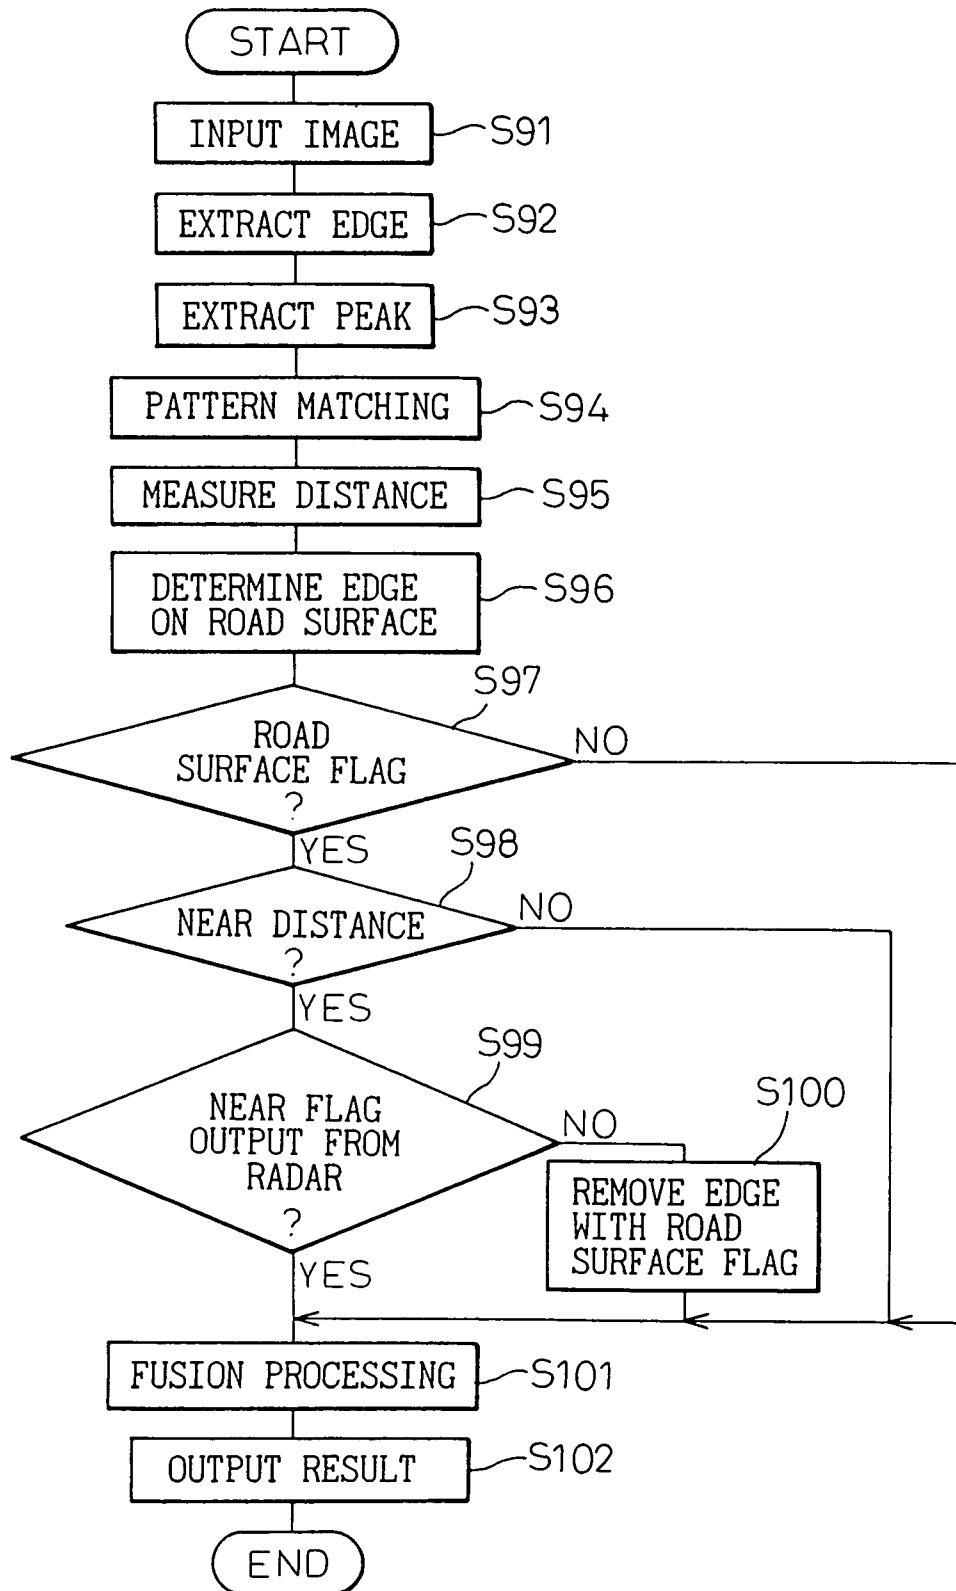 START
INPUT IMAGE
S91
EXTRACT EDGE
S92
EXTRACT PEAK
S93
PATTERN MATCHING
S94
MEASURE DISTANCE
S95
DETERMINE EDGE
ON ROAD SURFACE
S96
S97
ROAD
SURFACE FLAG
?
NO
YES
S98
NEAR DISTANCE
?
NO
YES
S99
NEAR FLAG
OUTPUT FROM
RADAR
?
NO
YES
S100
REMOVE EDGE
WITH ROAD
SURFACE FLAG
FUSION PROCESSING
S101
OUTPUT RESULT
S102
END